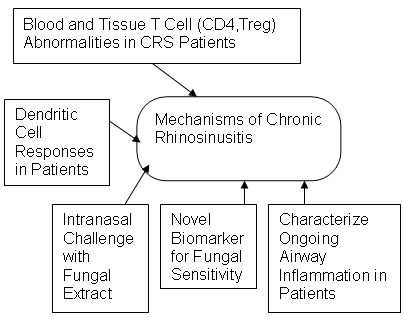 Blood and Tissue T Cell (CD4,Treg)
Abnormalities in CRS Patients
Mechanisms of Chronic
Rhinosinusitis
Dendritic
Cell
Responses
in Patients
Intranasal
Challenge
with
Fungal
Extract
Novel
Biomarker
for Fungal
Sensitivity
Characterize
Ongoing
Airway
Inflammation in
Patients